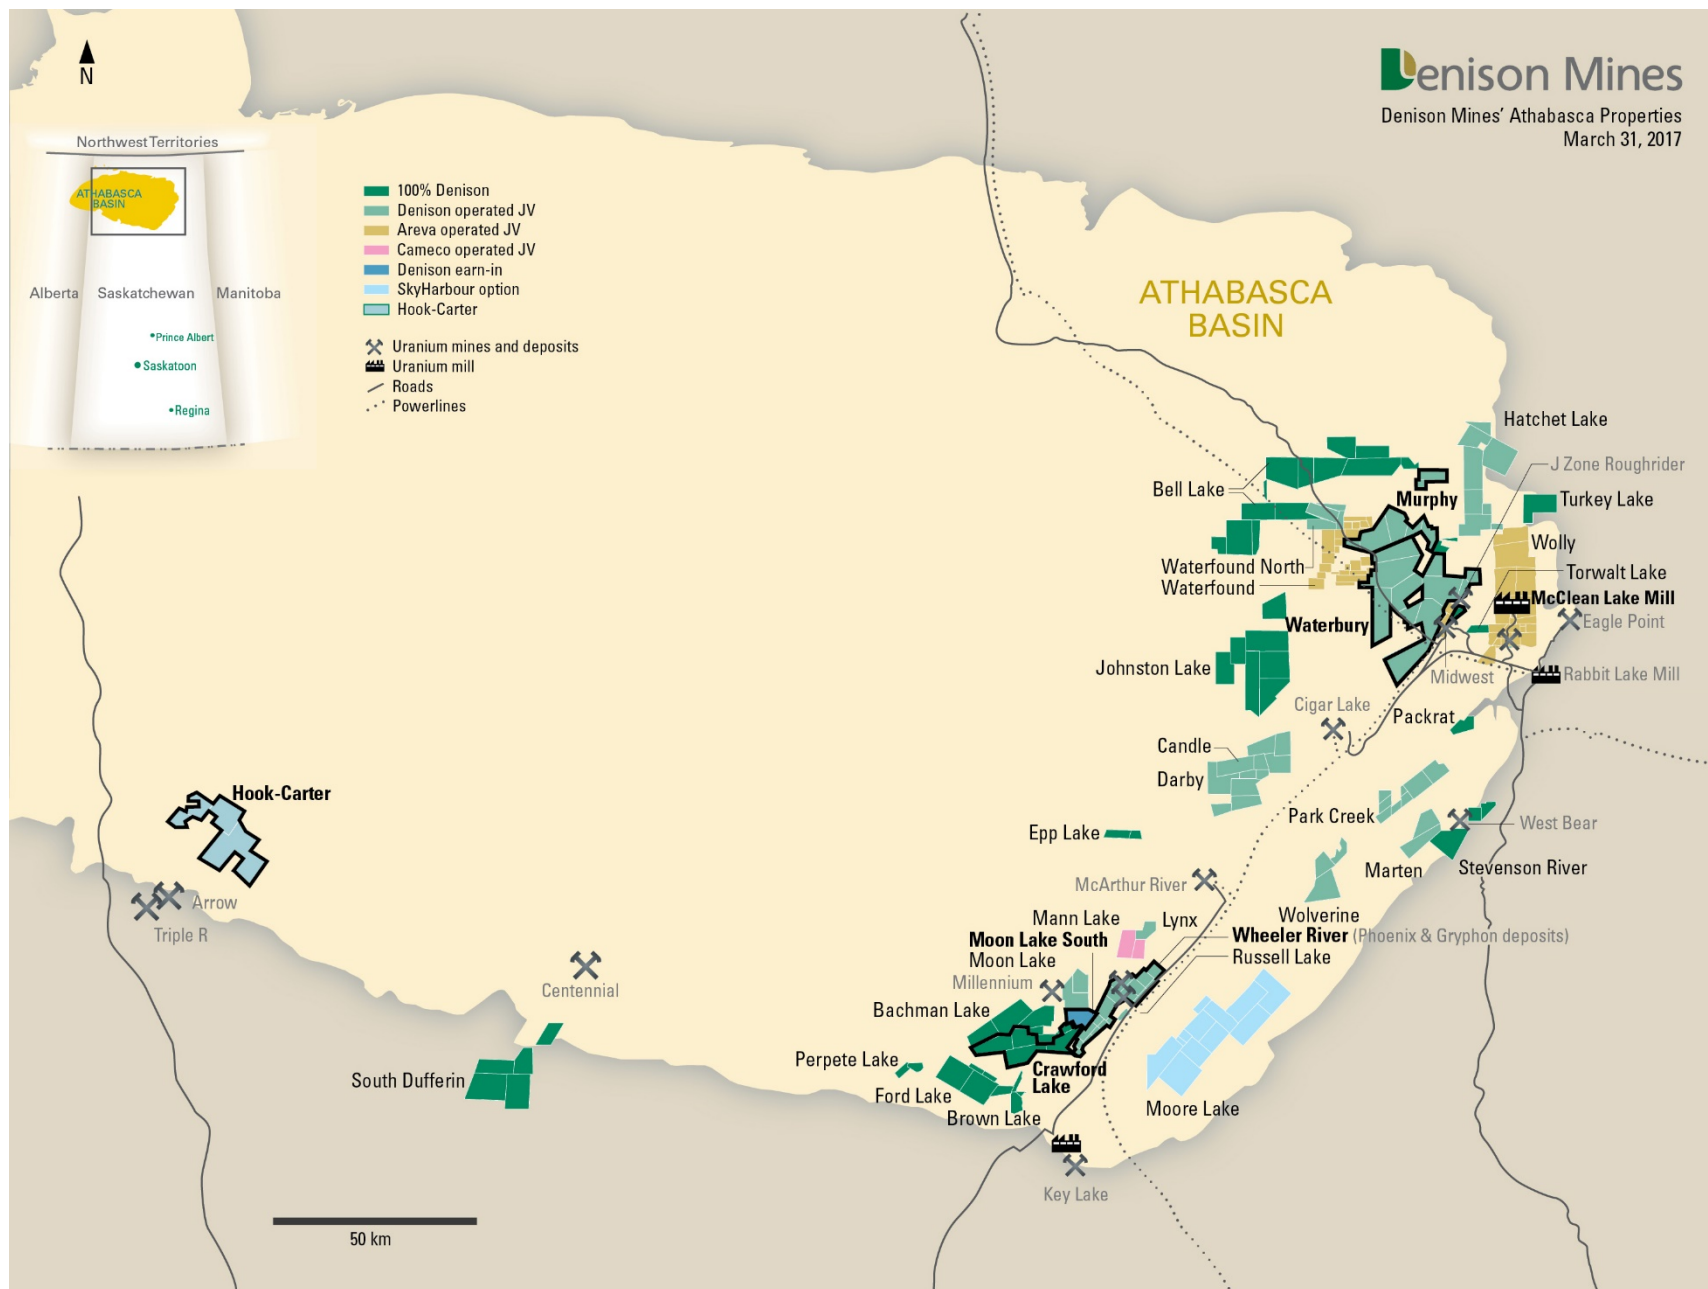 N
Denison Mines
Denison Mines' Athabasca Properties
March 31, 2017
Northwest Territories
ATHABASCA
BASIN
Alberta
Saskatchewan
Manitoba
Prince Albert
Saskatoon
Regina
100% Denison
Denison operated JV
Areva operated JV
Cameco operated JV
Denison earn-in
SkyHarbour option
Hook-Carter
Uranium mines and deposits
Uranium mill
Roads
Powerlines
ATHABASCA
BASIN
Hatchet Lake
J Zone Roughrider
Bell Lake
Murphy
Turkey Lake
Wolly
Waterfound North
Torwalt Lake
Waterfound
McClean Lake Mill
Waterbury
Eagle Point
Johnston Lake
Midwest
Rabbit Lake Mill
Cigar Lake
Packrat
Candle
Darby
Hook-Carter
Park Creek
West Bear
Epp Lake
Marten
Stevenson River
McArthur River
Arrow
Triple R
Mann Lake
Lynx
Wolverine
Moon Lake South
Wheeler River (Phoenix & Gryphon deposits)
Moon Lake
Russell Lake
Millennium
Centennial
Bachman Lake
Perpete Lake
Crawford
Lake
South Dufferin
Ford Lake
Brown Lake
Moore Lake
Key Lake
50 km